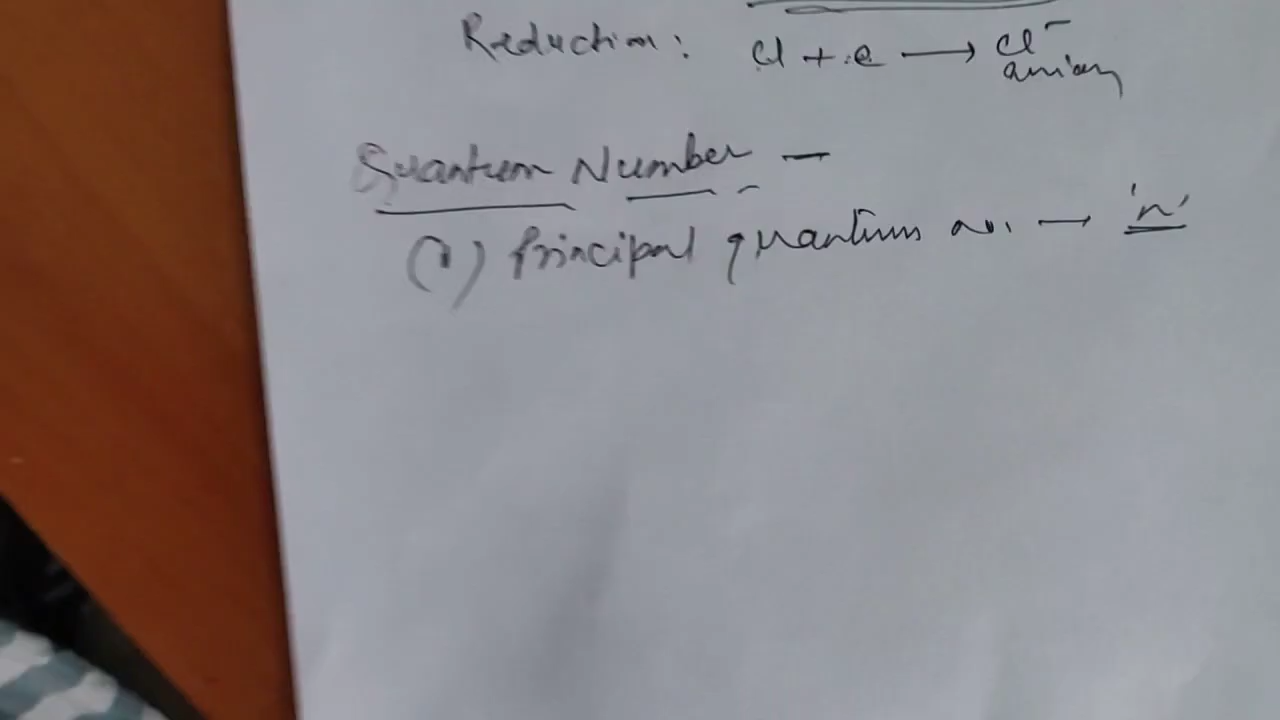 Reduction: Cl + e ⟶ Cl⁻
anion
Quantum Number —
(1) Principal quantum no. → 'n'